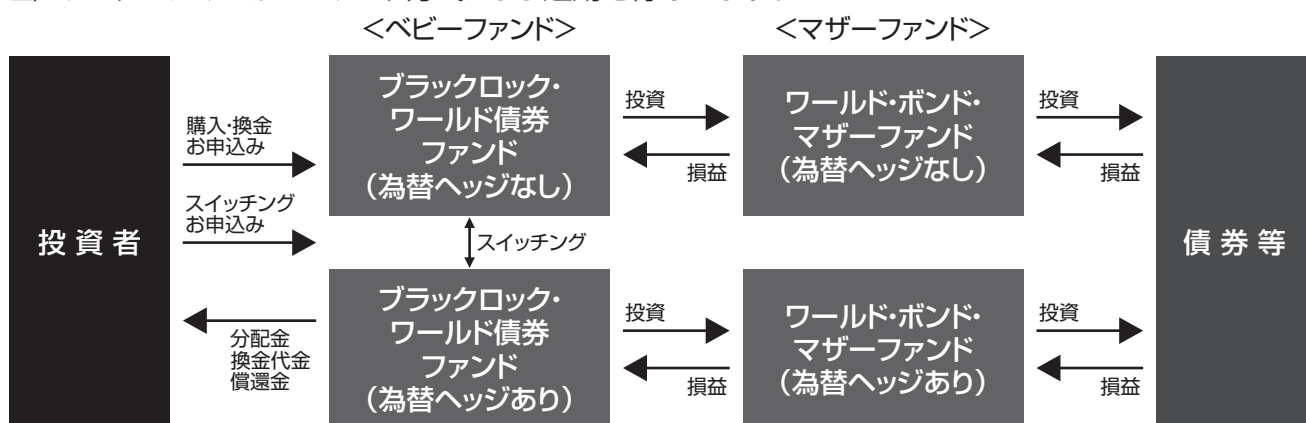 ＜ベビーファンド＞
＜マザーファンド＞
投資者
購入・換金
お申込み
スイッチング
お申込み
分配金
換金代金
償還金
ブラックロック・
ワールド債券
ファンド
（為替ヘッジなし）
スイッチング
ブラックロック・
ワールド債券
ファンド
（為替ヘッジあり）
投資
損益
投資
損益
ワールド・ボンド・
マザーファンド
（為替ヘッジなし）
ワールド・ボンド・
マザーファンド
（為替ヘッジあり）
投資
損益
投資
損益
債券等